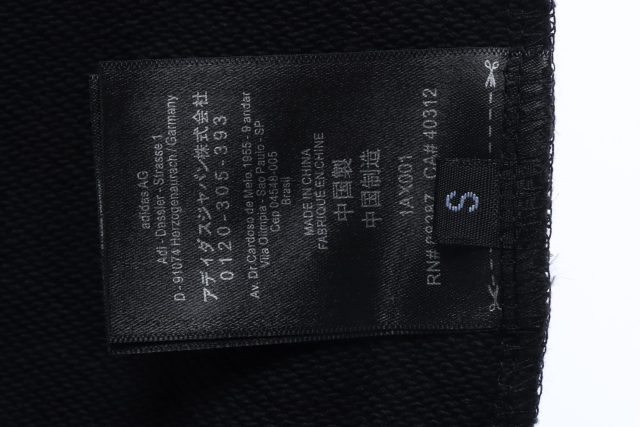 adidas AG
Adi - Dassler - Strasse 1
D - 91074 Herzogenaurach / Germany
アディダスジャパン株式会社
0120-305-393
Av. Dr Cardoso de Melo, 1955 - 9 andar
Vila Olimpia - Sao Paulo - SP
Cep 04548-005
Brasil
MADE IN CHINA
FABRIQUE EN CHINE
中国製
中国制造
1AX001
RN# 88387 CA# 40312
S